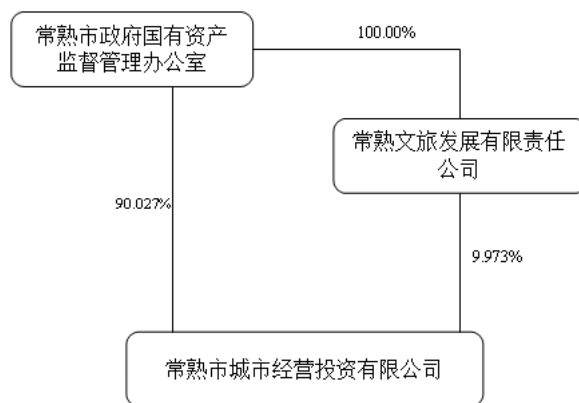 常熟市政府国有资产
监督管理办公室
100.00%
常熟文旅发展有限责任
公司
90.027%
9.973%
常熟市城市经营投资有限公司